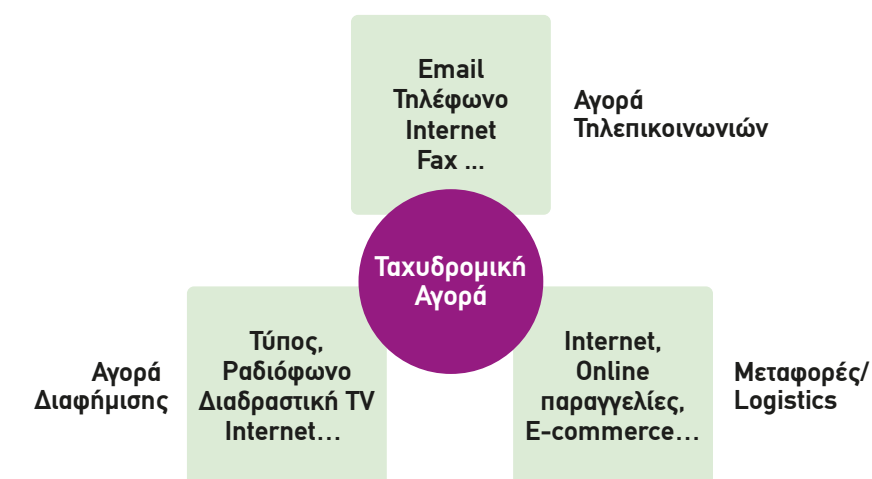 Email
Τηλέφωνο
Internet
Fax ...
Αγορά
Τηλεπικοινωνιών
Ταχυδρομική
Αγορά
Αγορά
Διαφήμισης
Τύπος,
Ραδιόφωνο
Διαδραστική TV
Internet...
Internet,
Online
παραγγελίες,
E-commerce...
Μεταφορές/
Logistics